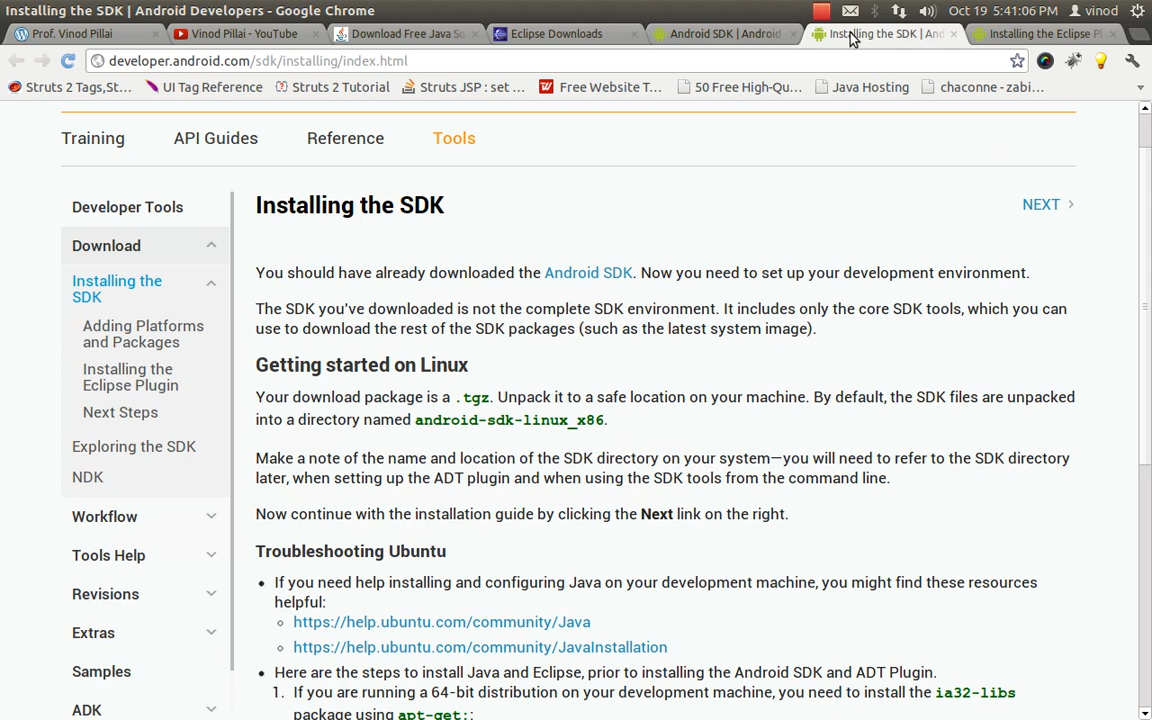 Installing the SDK | Android Developers - Google Chrome
Oct 19 5:41:06 PM vinod
Prof. Vinod Pillai
Vinod Pillai - YouTube
Download Free Java So
Eclipse Downloads
Android SDK | Android
Installing the SDK | And
Installing the Eclipse Pl
developer.android.com/sdk/installing/index.html
Struts 2 Tags,St...
UI Tag Reference
Struts 2 Tutorial
Struts JSP : set ...
Free Website T...
50 Free High-Qu...
Java Hosting
chaconne - zabi...
Training
API Guides
Reference
Tools
Developer Tools
Download
Installing the
SDK
Adding Platforms
and Packages
Installing the
Eclipse Plugin
Next Steps
Exploring the SDK
NDK
Workflow
Tools Help
Revisions
Extras
Samples
ADK
Installing the SDK
NEXT
You should have already downloaded the Android SDK. Now you need to set up your development environment.
The SDK you've downloaded is not the complete SDK environment. It includes only the core SDK tools, which you can
use to download the rest of the SDK packages (such as the latest system image).
Getting started on Linux
Your download package is a .tgz. Unpack it to a safe location on your machine. By default, the SDK files are unpacked
into a directory named android-sdk-linux_x86.
Make a note of the name and location of the SDK directory on your system—you will need to refer to the SDK directory
later, when setting up the ADT plugin and when using the SDK tools from the command line.
Now continue with the installation guide by clicking the Next link on the right.
Troubleshooting Ubuntu
• If you need help installing and configuring Java on your development machine, you might find these resources
helpful:
https://help.ubuntu.com/community/Java
https://help.ubuntu.com/community/JavaInstallation
• Here are the steps to install Java and Eclipse, prior to installing the Android SDK and ADT Plugin.
1. If you are running a 64-bit distribution on your development machine, you need to install the ia32-libs
package using apt-get:;